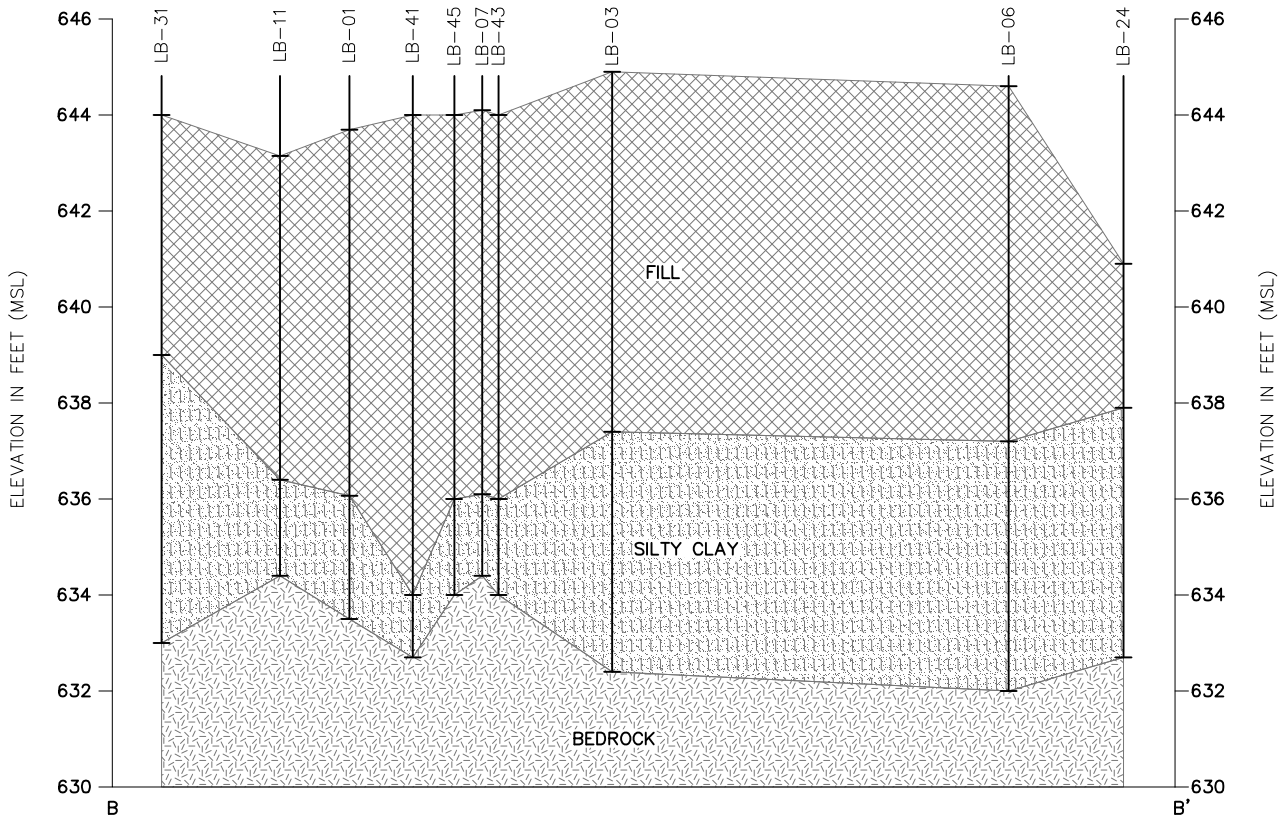 646
644
642
640
638
636
634
632
630
ELEVATION IN FEET (MSL)
LB-31
LB-11
LB-01
LB-41
LB-45
LB-07
LB-43
LB-03
LB-06
LB-24
FILL
SILTY CLAY
BEDROCK
646
644
642
640
638
636
634
632
630
ELEVATION IN FEET (MSL)
B
B'